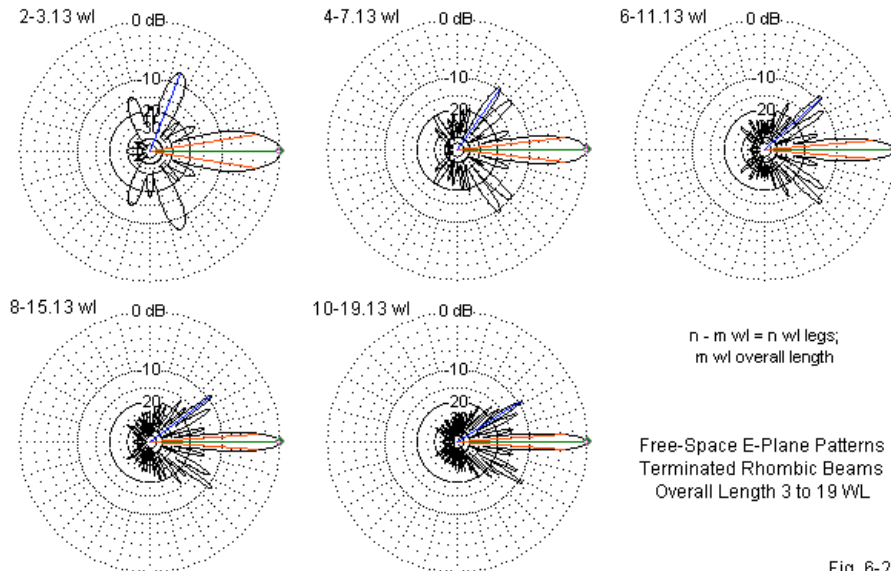 2-3.13 wl
0 dB
-10
-20
4-7.13 wl
0 dB
-10
-20
6-11.13 wl
0 dB
-10
-20
8-15.13 wl
0 dB
-10
-20
10-19.13 wl
0 dB
-10
-20
n - m wl = n wl legs;
m wl overall length
Free-Space E-Plane Patterns
Terminated Rhombic Beams
Overall Length 3 to 19 WL
Fig. 6-2